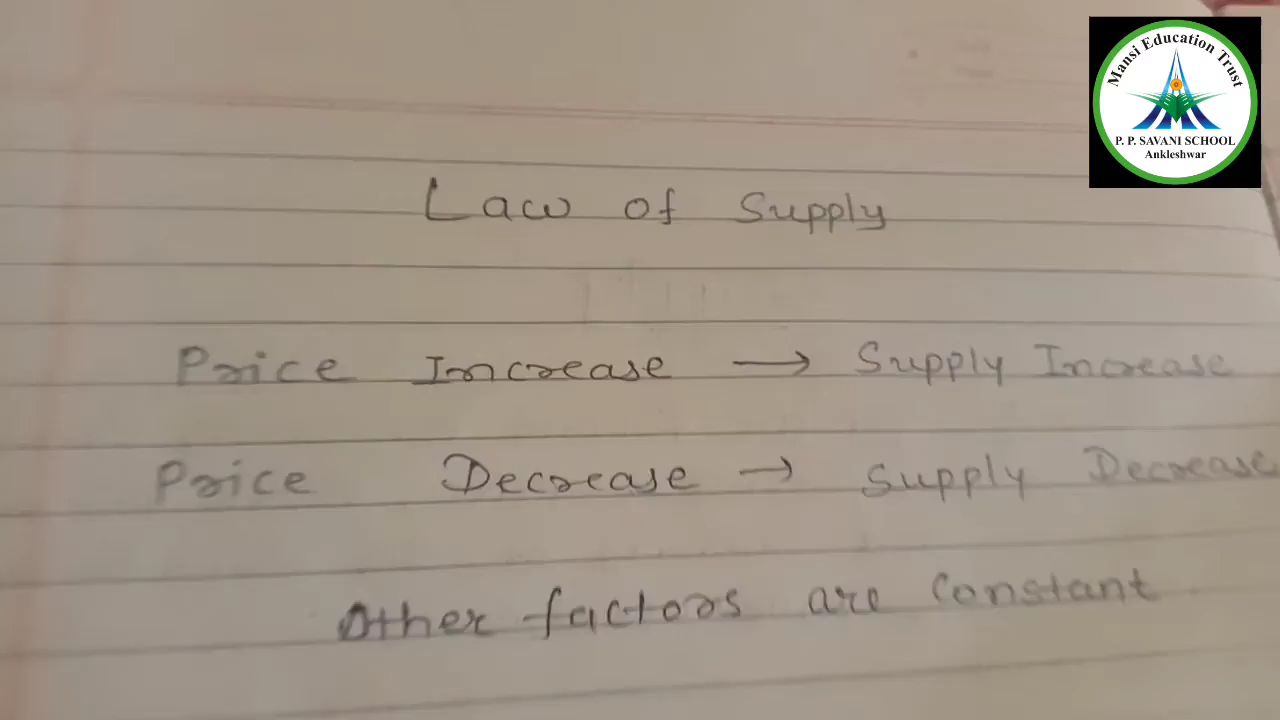 Mansi Education Trust
P. P. SAVANI SCHOOL
Ankleshwar
Law of Supply
Price Increase → Supply Increase
Price Decrease → Supply Decrease
Other factors are constant